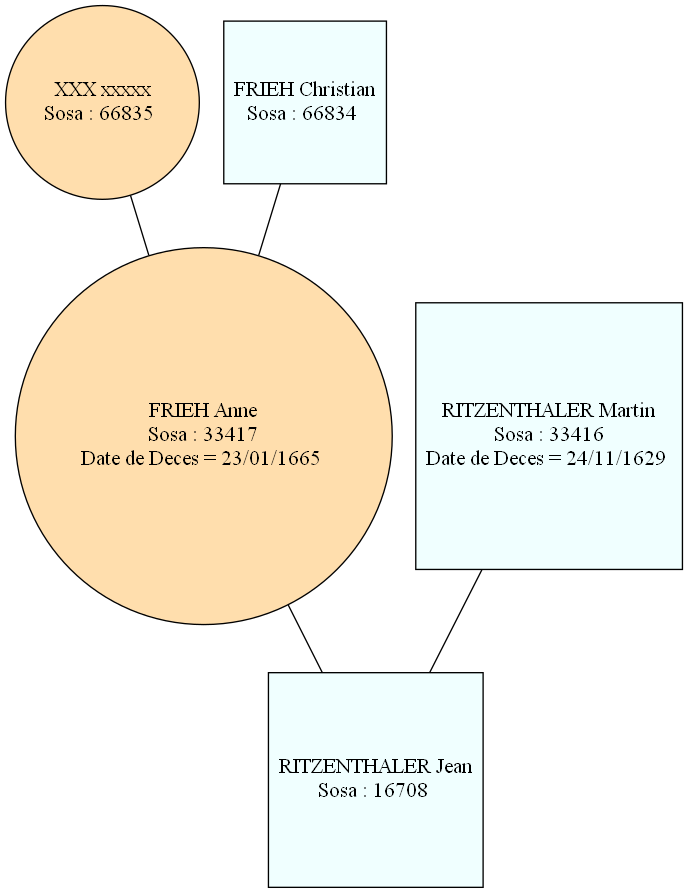 XXX xxxxx
Sosa : 66835
FRIEH Christian
Sosa : 66834
FRIEH Anne
Sosa : 33417
Date de Deces = 23/01/1665
RITZENTHALER Martin
Sosa : 33416
Date de Deces = 24/11/1629
RITZENTHALER Jean
Sosa : 16708